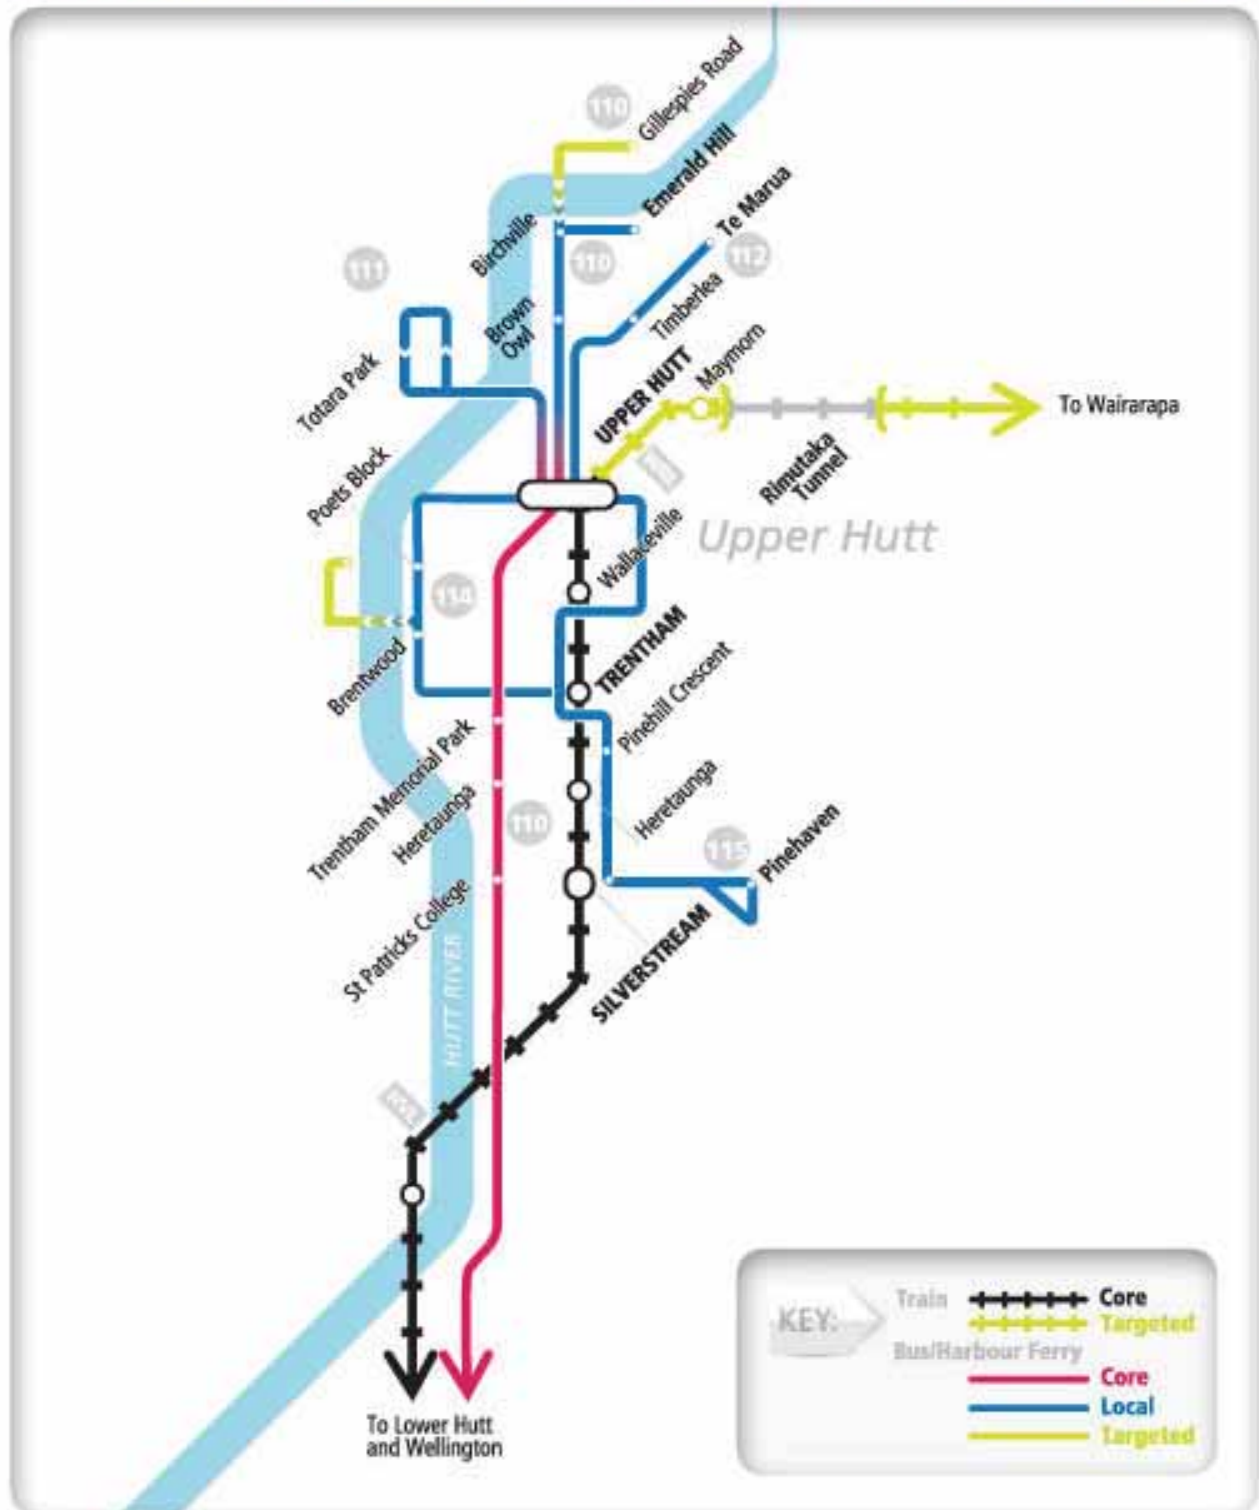 110
Gillespies Road
Emerald Hill
Te Marua
Birchville
110
112
111
Brown
Owl
Timberlea
Maymorn
Totara Park
UPPER HUTT
To Wairarapa
Rimutaka
Tunnel
Poets Block
Upper Hutt
Wallaceville
114
Brentwood
TRENTHAM
Pinehill Crescent
Trentham Memorial Park
Heretaunga
Heretaunga
110
115
Pinehaven
St Patricks College
SILVERSTREAM
HUTT RIVER
To Lower Hutt
and Wellington
KEY:
Train
Core
Targeted
Bus/Harbour Ferry
Core
Local
Targeted